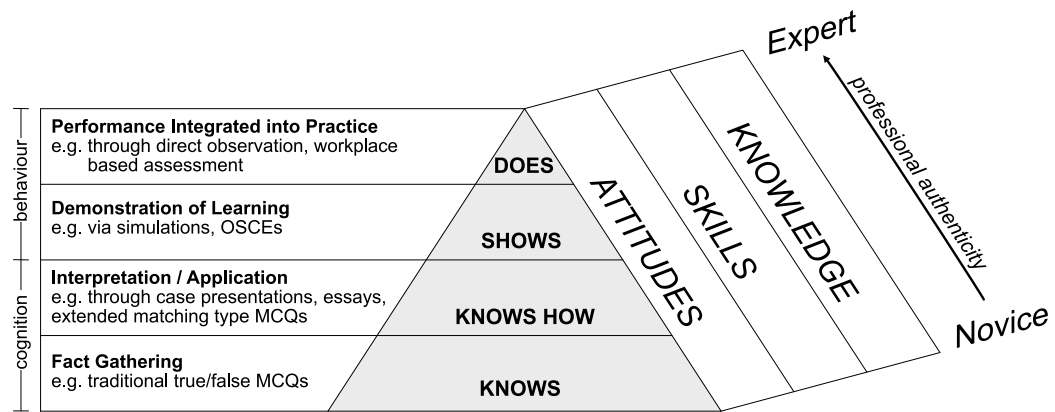 behaviour
cognition
Performance Integrated into Practice
e.g. through direct observation, workplace
based assessment
DOES
Demonstration of Learning
e.g. via simulations, OSCEs
SHOWS
Interpretation / Application
e.g. through case presentations, essays,
extended matching type MCQs
KNOWS HOW
Fact Gathering
e.g. traditional true/false MCQs
KNOWS
ATTITUDES
SKILLS
KNOWLEDGE
Expert
professional authenticity
Novice